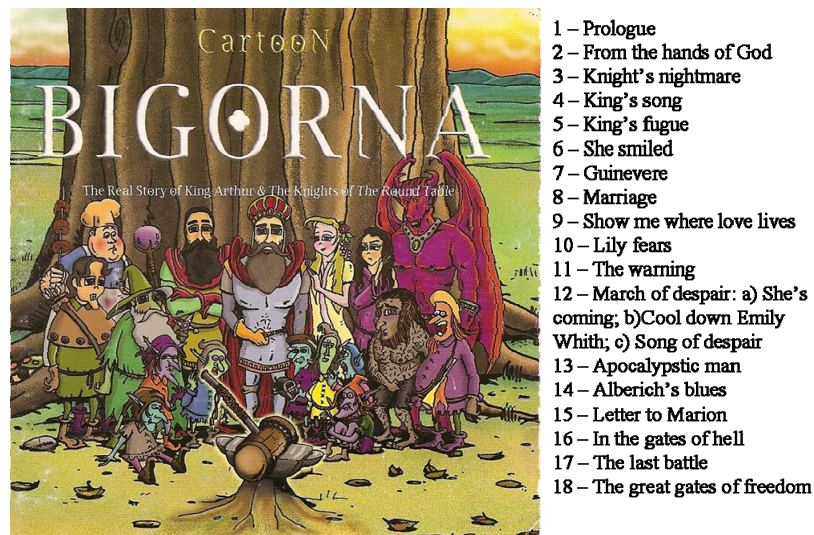 CartooN
BIGORNA
The Real Story of King Arthur & The Knights of The Round Table
1 – Prologue
2 – From the hands of God
3 – Knight's nightmare
4 – King's song
5 – King's fugue
6 – She smiled
7 – Guinevere
8 – Marriage
9 – Show me where love lives
10 – Lily fears
11 – The warning
12 – March of despair: a) She's
coming; b)Cool down Emily
Whith; c) Song of despair
13 – Apocalypstic man
14 – Alberich's blues
15 – Letter to Marion
16 – In the gates of hell
17 – The last battle
18 – The great gates of freedom